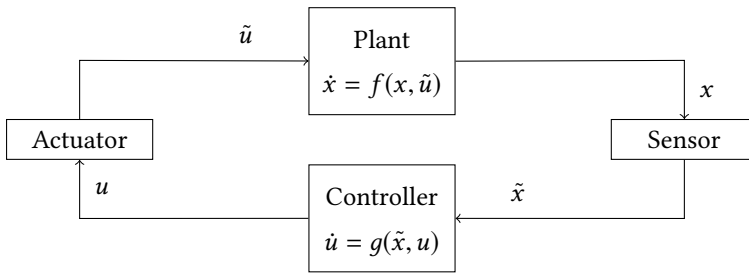 ũ
Plant
ẋ = f(x, ũ)
x
Actuator
Sensor
u
Controller
u̇ = g(x̃, u)
x̃